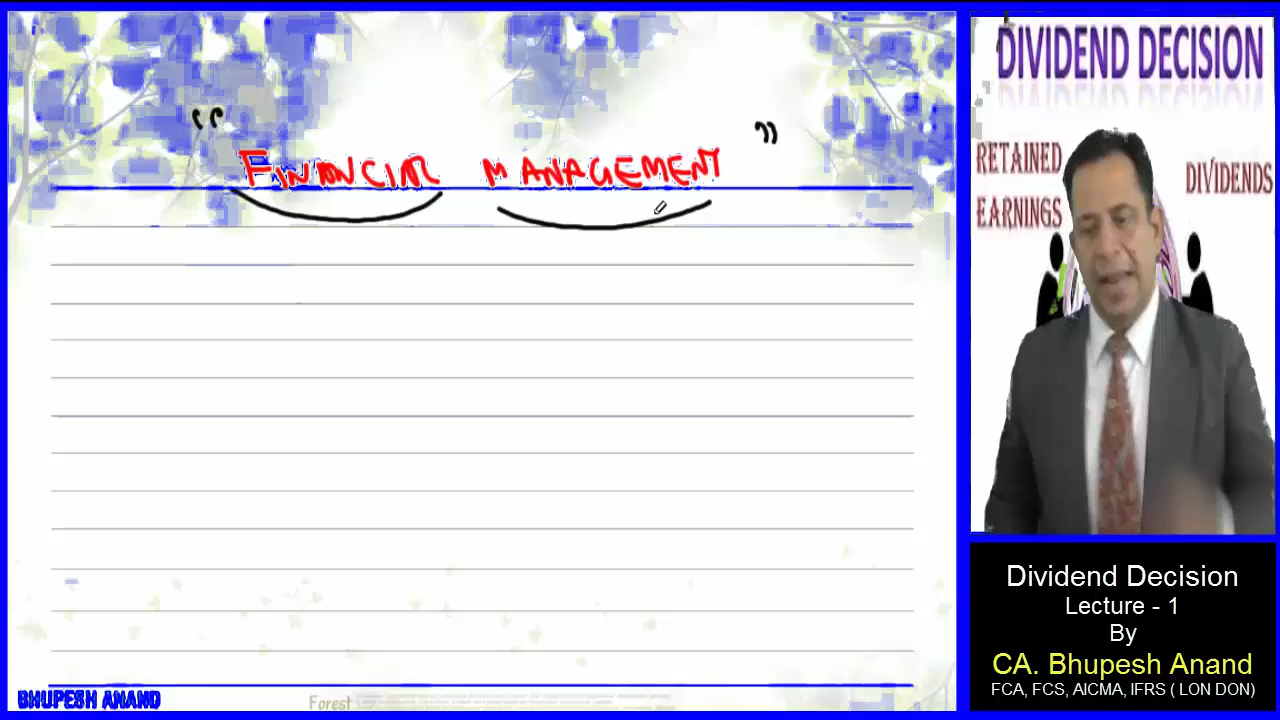 “ FINANCIAL MANAGEMENT ”
BHUPESH ANAND
Forest
DIVIDEND DECISION
RETAINED
EARNINGS
DIVIDENDS
Dividend Decision
Lecture - 1
By
CA. Bhupesh Anand
FCA, FCS, AICMA, IFRS ( LON DON)